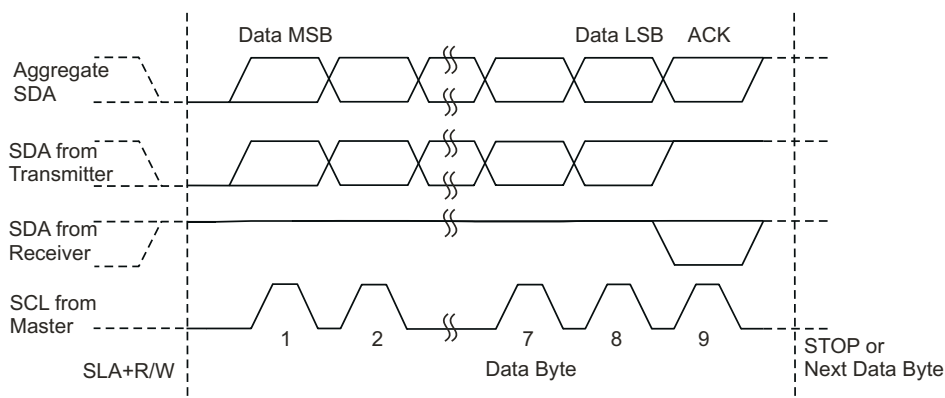 Data MSB
Data LSB
ACK
Aggregate
SDA
SDA from
Transmitter
SDA from
Receiver
SCL from
Master
1
2
7
8
9
SLA+R/W
Data Byte
STOP or
Next Data Byte